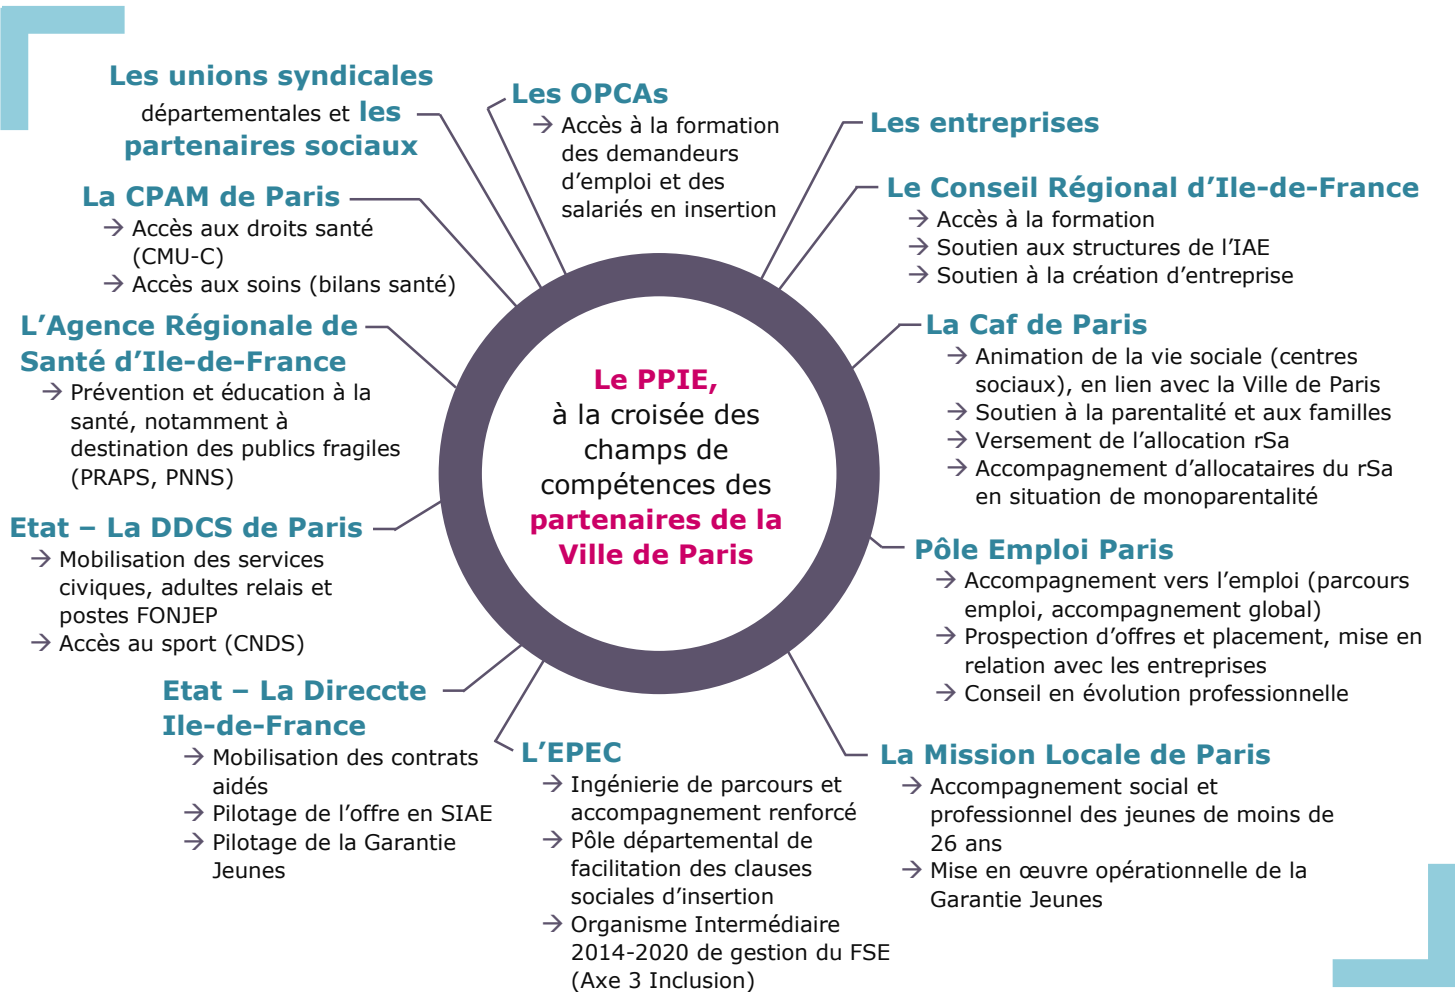 Les unions syndicales
départementales et les
partenaires sociaux
La CPAM de Paris
→ Accès aux droits santé
(CMU-C)
→ Accès aux soins (bilans santé)
L’Agence Régionale de
Santé d’Ile-de-France
→ Prévention et éducation à la
santé, notamment à
destination des publics fragiles
(PRAPS, PNNS)
Etat – La DDCS de Paris
→ Mobilisation des services
civiques, adultes relais et
postes FONJEP
→ Accès au sport (CNDS)
Etat – La Direccte
Ile-de-France
→ Mobilisation des contrats
aidés
→ Pilotage de l’offre en SIAE
→ Pilotage de la Garantie
Jeunes
Les OPCAs
→ Accès à la formation
des demandeurs
d’emploi et des
salariés en insertion
Le PPIE,
à la croisée des
champs de
compétences des
partenaires de la
Ville de Paris
L’EPEC
→ Ingénierie de parcours et
accompagnement renforcé
→ Pôle départemental de
facilitation des clauses
sociales d’insertion
→ Organisme Intermédiaire
2014-2020 de gestion du FSE
(Axe 3 Inclusion)
Les entreprises
Le Conseil Régional d’Ile-de-France
→ Accès à la formation
→ Soutien aux structures de l’IAE
→ Soutien à la création d’entreprise
La Caf de Paris
→ Animation de la vie sociale (centres
sociaux), en lien avec la Ville de Paris
→ Soutien à la parentalité et aux familles
→ Versement de l’allocation rSa
→ Accompagnement d’allocataires du rSa
en situation de monoparentalité
Pôle Emploi Paris
→ Accompagnement vers l’emploi (parcours
emploi, accompagnement global)
→ Prospection d’offres et placement, mise en
relation avec les entreprises
→ Conseil en évolution professionnelle
La Mission Locale de Paris
→ Accompagnement social et
professionnel des jeunes de moins de
26 ans
→ Mise en œuvre opérationnelle de la
Garantie Jeunes